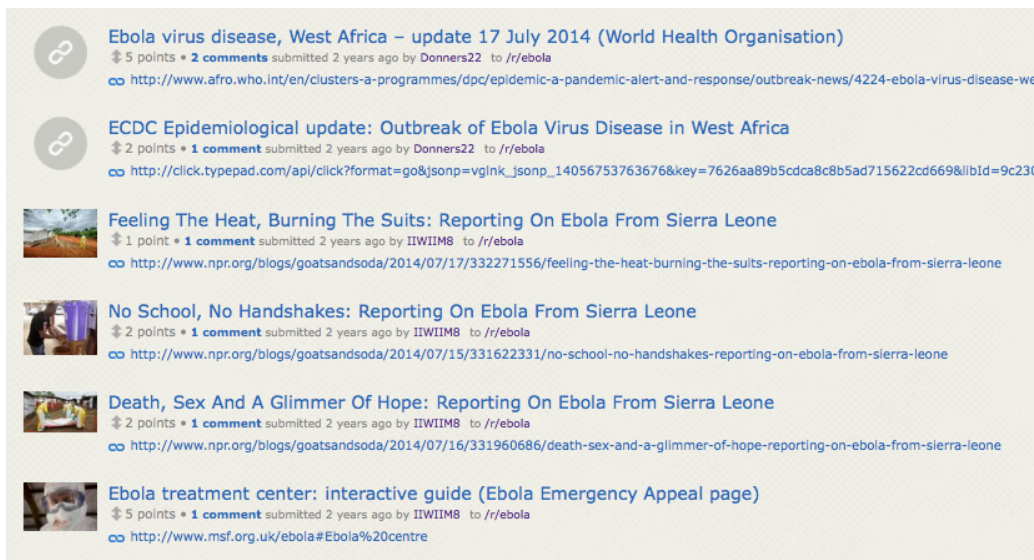 Ebola virus disease, West Africa – update 17 July 2014 (World Health Organisation)
5 points • 2 comments submitted 2 years ago by Donners22 to /r/ebola
http://www.afro.who.int/en/clusters-a-programmes/dpc/epidemic-a-pandemic-alert-and-response/outbreak-news/4224-ebola-virus-disease-we
ECDC Epidemiological update: Outbreak of Ebola Virus Disease in West Africa
2 points • 1 comment submitted 2 years ago by Donners22 to /r/ebola
http://click.typepad.com/api/click?format=go&jsonp=vglnk_jsonp_14056753763676&key=7626aa89b5cdca8c8b5ad715622cd669&libId=9c230
Feeling The Heat, Burning The Suits: Reporting On Ebola From Sierra Leone
1 point • 1 comment submitted 2 years ago by IIWIIM8 to /r/ebola
http://www.npr.org/blogs/goatsandsoda/2014/07/17/332271556/feeling-the-heat-burning-the-suits-reporting-on-ebola-from-sierra-leone
No School, No Handshakes: Reporting On Ebola From Sierra Leone
2 points • 1 comment submitted 2 years ago by IIWIIM8 to /r/ebola
http://www.npr.org/blogs/goatsandsoda/2014/07/15/331622331/no-school-no-handshakes-reporting-on-ebola-from-sierra-leone
Death, Sex And A Glimmer Of Hope: Reporting On Ebola From Sierra Leone
2 points • 1 comment submitted 2 years ago by IIWIIM8 to /r/ebola
http://www.npr.org/blogs/goatsandsoda/2014/07/16/331960686/death-sex-and-a-glimmer-of-hope-reporting-on-ebola-from-sierra-leone
Ebola treatment center: interactive guide (Ebola Emergency Appeal page)
5 points • 1 comment submitted 2 years ago by IIWIIM8 to /r/ebola
http://www.msf.org.uk/ebola#Ebola%20centre